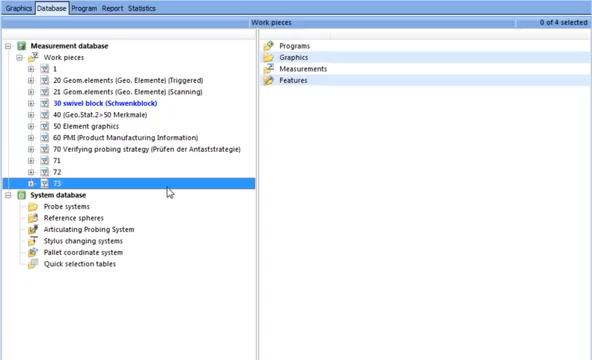 Graphics Database Program Report Statistics
Work pieces 0 of 4 selected
Measurement database
Work pieces
1
20 Geom.elements (Geo. Elemente) (Triggered)
21 Geom.elements (Geo. Elemente) (Scanning)
30 swivel block (Schwenkblock)
40 (Geo.Stat.2>50 Merkmale)
50 Element graphics
60 PMI (Product Manufacturing Information)
70 Verifying probing strategy (Prüfen der Antaststrategie)
71
72
73
System database
Probe systems
Reference spheres
Articulating Probing System
Stylus changing systems
Pallet coordinate system
Quick selection tables
Programs
Graphics
Measurements
Features